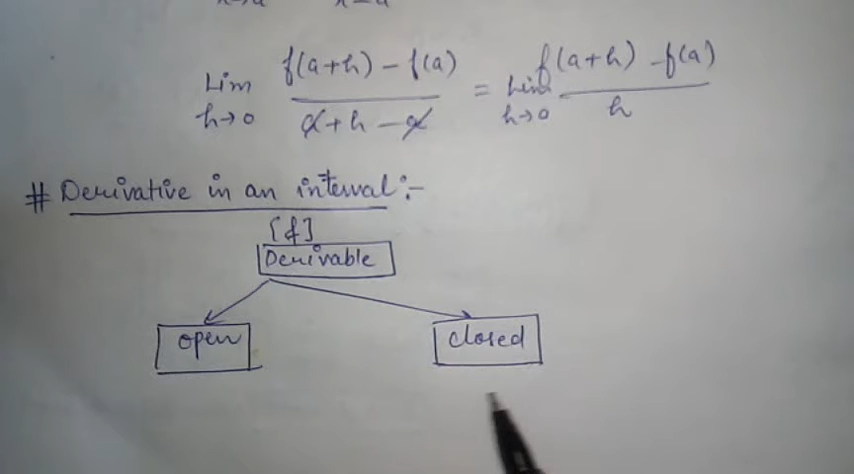 Lim h→0 f(a+h) - f(a) / a+h-a = Lim h→0 f(a+h) - f(a) / h
# Derivative in an interval :-
[f]
Derivable
open closed